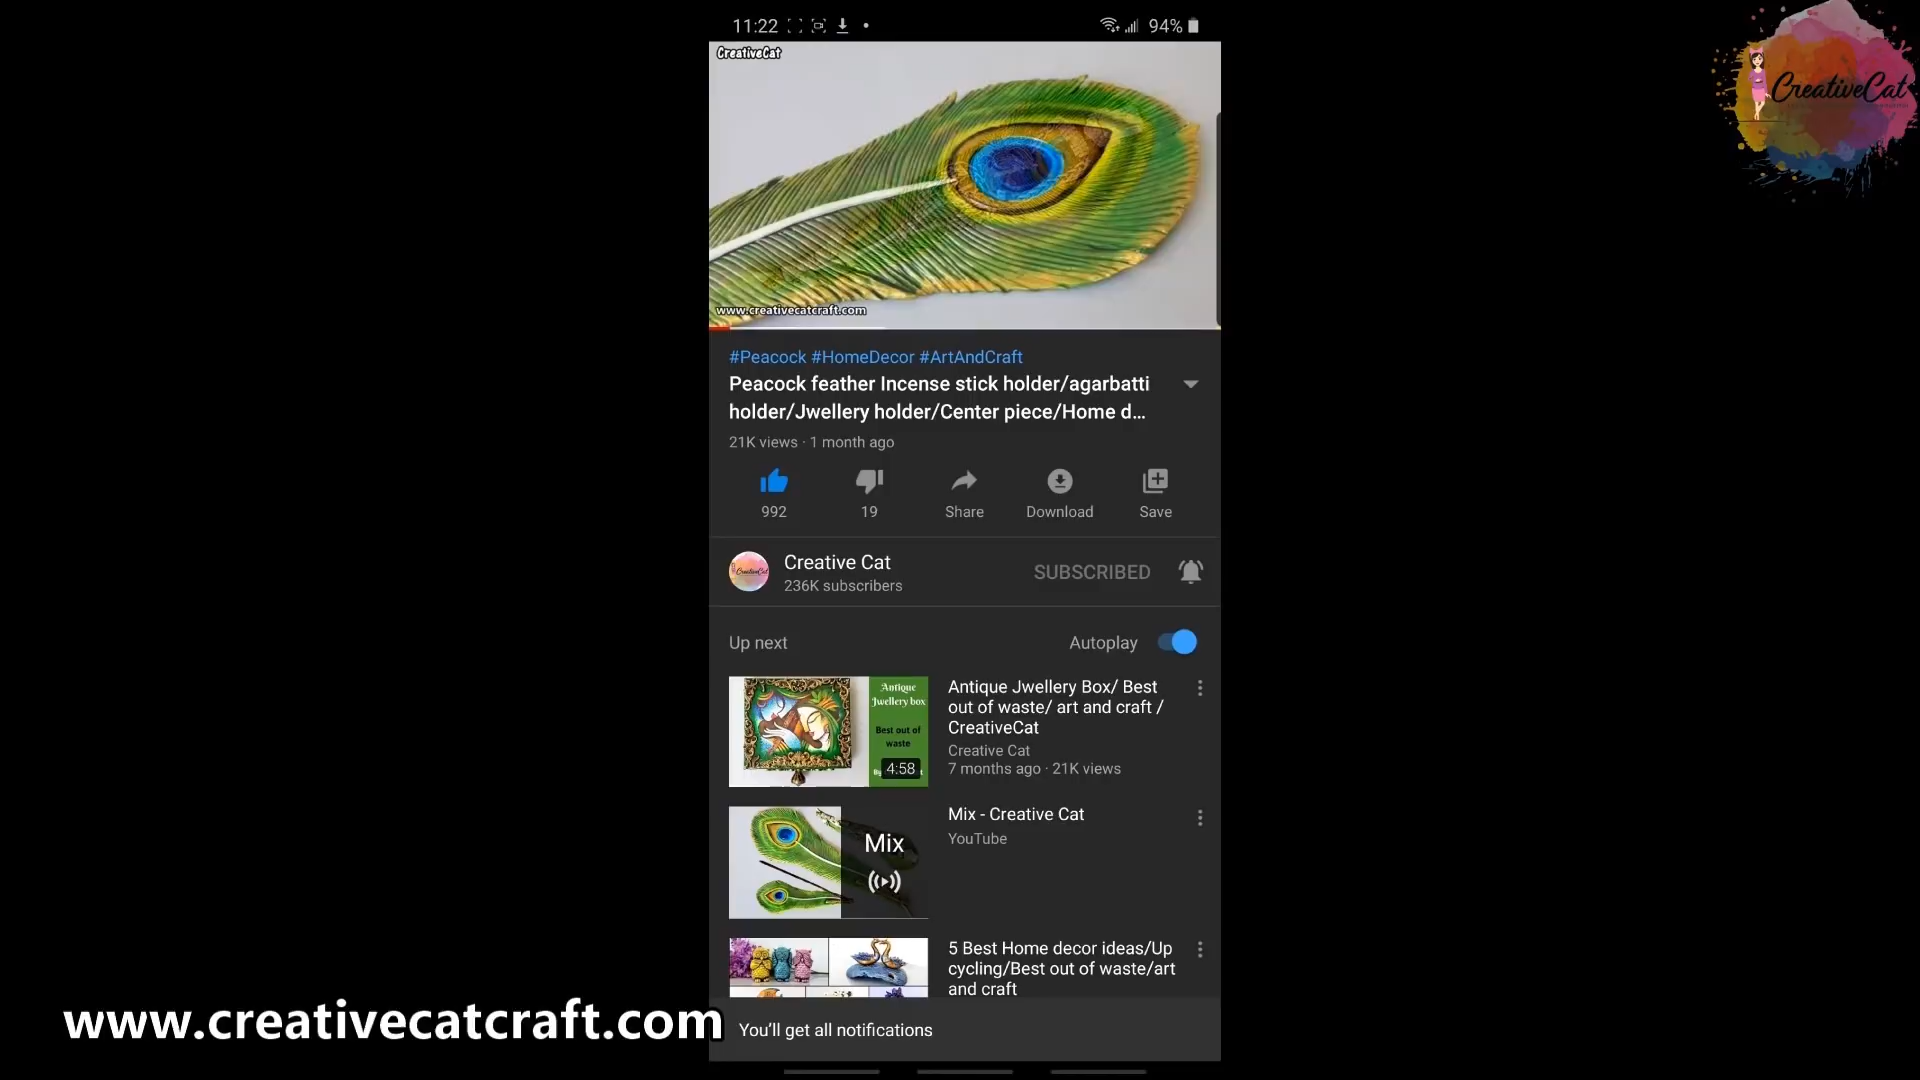 11:22
94%
CreativeCat
CreativeCat
www.creativecatcraft.com
#Peacock #HomeDecor #ArtAndCraft
Peacock feather Incense stick holder/agarbatti
holder/Jwellery holder/Center piece/Home d...
21K views · 1 month ago
992
19
Share
Download
Save
CreativeCat
Creative Cat
236K subscribers
SUBSCRIBED
Up next
Autoplay
Antique
Jwellery box
Best out of
waste
4:58
Antique Jwellery Box/ Best
out of waste/ art and craft /
CreativeCat
Creative Cat
7 months ago · 21K views
Mix
Mix - Creative Cat
YouTube
5 Best Home decor ideas/Up
cycling/Best out of waste/art
and craft
www.creativecatcraft.com
You'll get all notifications